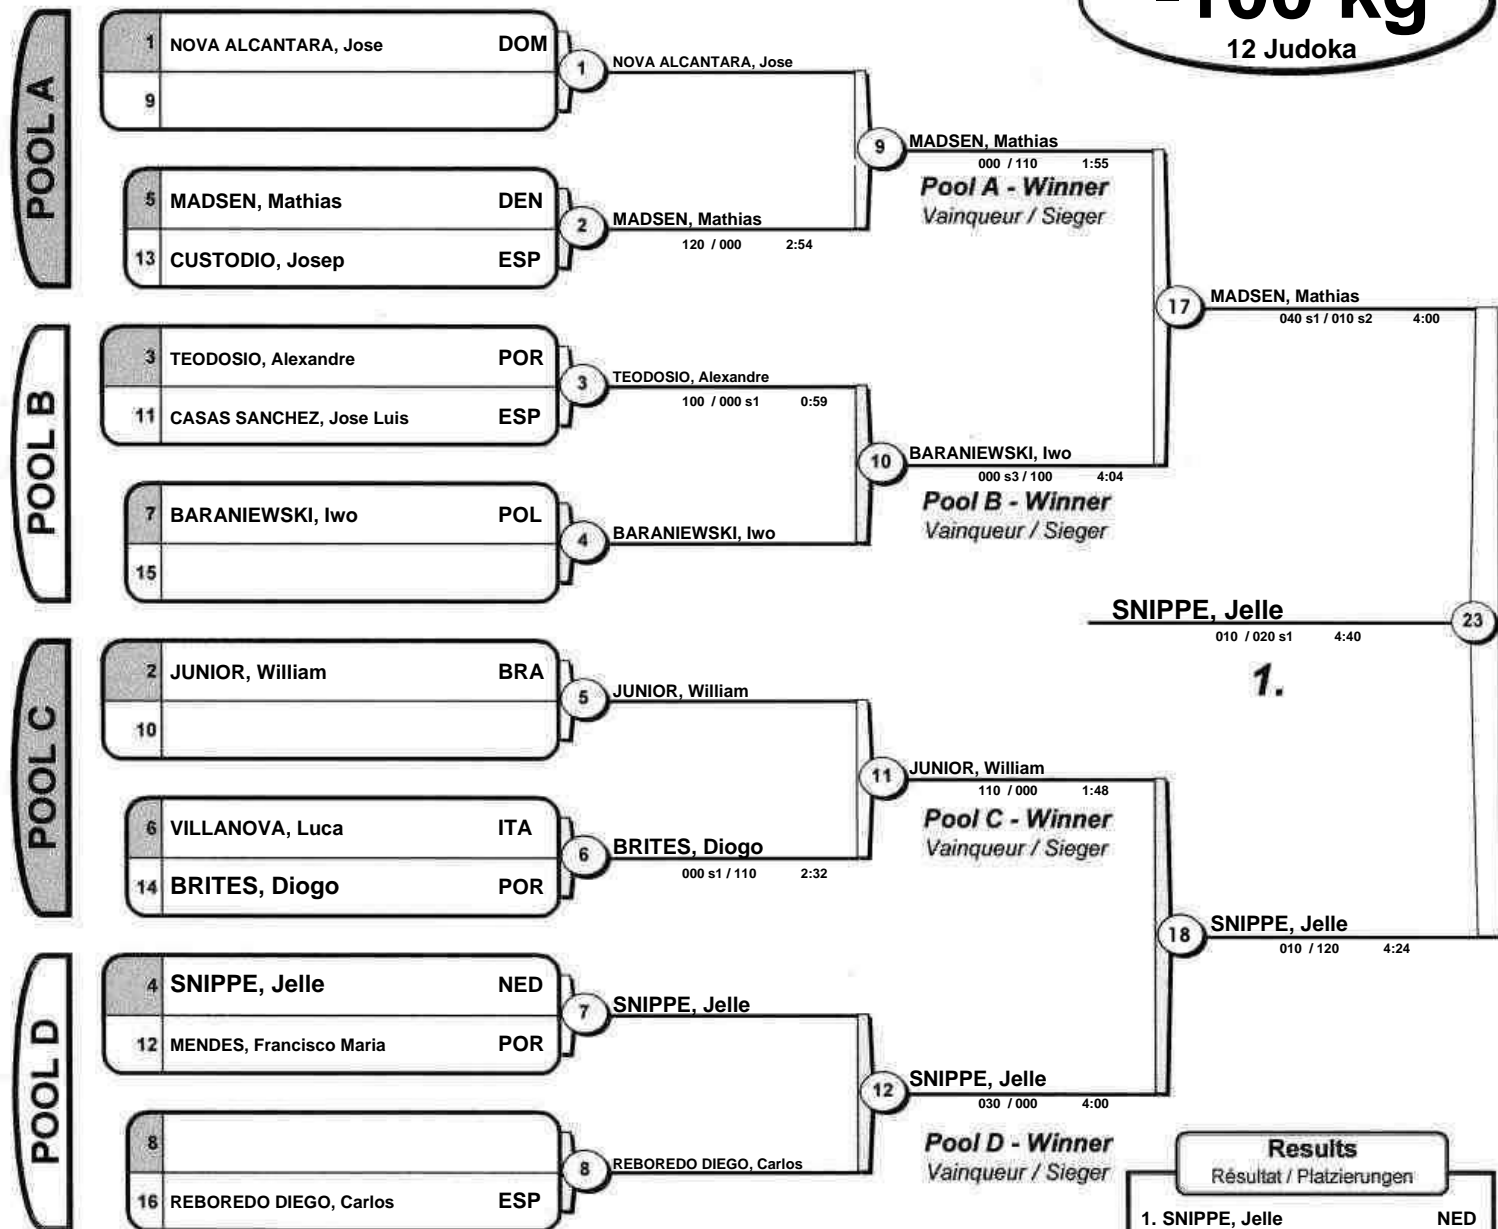 -100 kg
12 Judoka
POOL A
1 NOVA ALCANTARA, Jose DOM
9
1 NOVA ALCANTARA, Jose
5 MADSEN, Mathias DEN
13 CUSTODIO, Josep ESP
2 MADSEN, Mathias
120 / 000 2:54
9 MADSEN, Mathias
000 / 110 1:55
Pool A - Winner
Vainqueur / Sieger
POOL B
3 TEODOSIO, Alexandre POR
11 CASAS SANCHEZ, Jose Luis ESP
3 TEODOSIO, Alexandre
100 / 000 s1 0:59
7 BARANIEWSKI, Iwo POL
15
4 BARANIEWSKI, Iwo
10 BARANIEWSKI, Iwo
000 s3 / 100 4:04
Pool B - Winner
Vainqueur / Sieger
17 MADSEN, Mathias
040 s1 / 010 s2 4:00
SNIPPE, Jelle 23
010 / 020 s1 4:40
1.
POOL C
2 JUNIOR, William BRA
10
5 JUNIOR, William
6 VILLANOVA, Luca ITA
14 BRITES, Diogo POR
6 BRITES, Diogo
000 s1 / 110 2:32
11 JUNIOR, William
110 / 000 1:48
Pool C - Winner
Vainqueur / Sieger
18 SNIPPE, Jelle
010 / 120 4:24
POOL D
4 SNIPPE, Jelle NED
12 MENDES, Francisco Maria POR
7 SNIPPE, Jelle
8
16 REBOREDO DIEGO, Carlos ESP
8 REBOREDO DIEGO, Carlos
12 SNIPPE, Jelle
030 / 000 4:00
Pool D - Winner
Vainqueur / Sieger
Results
Résultat / Platzierungen
1. SNIPPE, Jelle NED